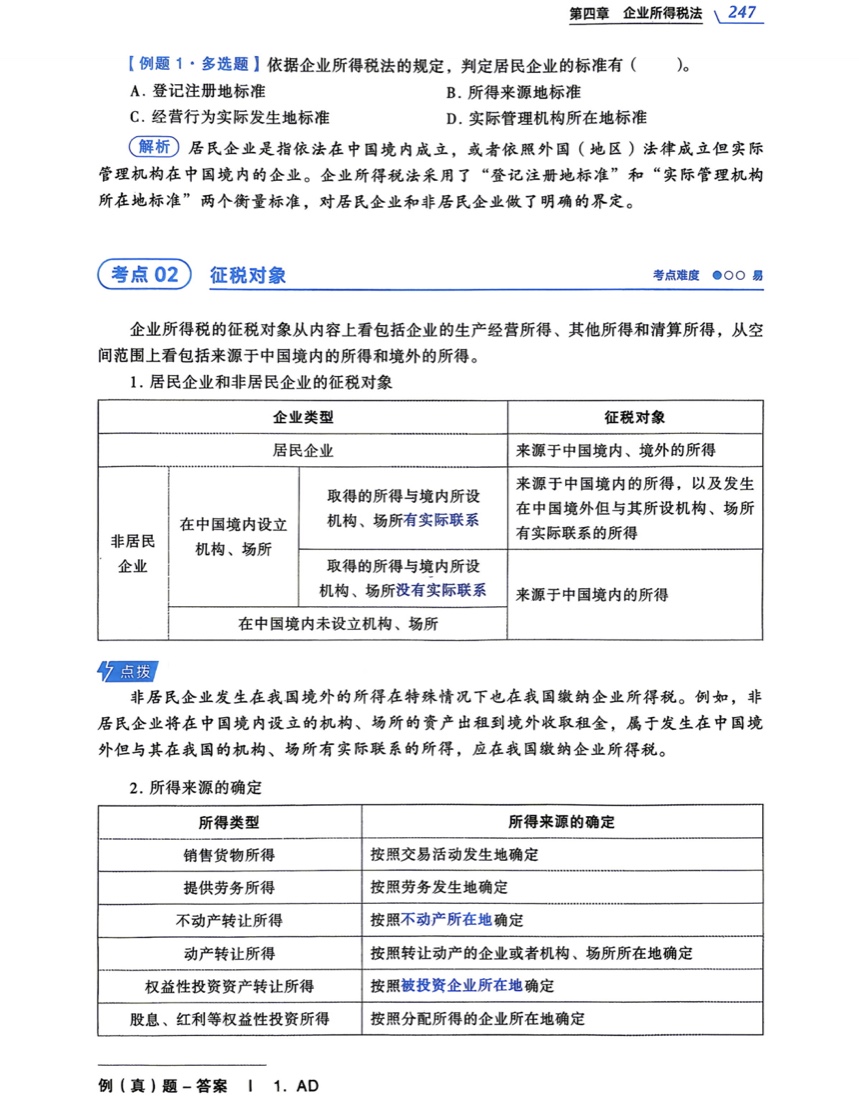 第四章 企业所得税法 247
【例题 1·多选题】依据企业所得税法的规定，判定居民企业的标准有（　　）。
A. 登记注册地标准 B. 所得来源地标准
C. 经营行为实际发生地标准 D. 实际管理机构所在地标准
解析 居民企业是指依法在中国境内成立，或者依照外国（地区）法律成立但实际
管理机构在中国境内的企业。企业所得税法采用了“登记注册地标准”和“实际管理机构
所在地标准”两个衡量标准，对居民企业和非居民企业做了明确的界定。
考点 02 征税对象 考点难度 ●○○ 易
企业所得税的征税对象从内容上看包括企业的生产经营所得、其他所得和清算所得，从空
间范围上看包括来源于中国境内的所得和境外的所得。
1. 居民企业和非居民企业的征税对象
企业类型 征税对象
居民企业 来源于中国境内、境外的所得
非居民
企业
在中国境内设立
机构、场所
取得的所得与境内所设
机构、场所有实际联系
来源于中国境内的所得，以及发生
在中国境外但与其所设机构、场所
有实际联系的所得
取得的所得与境内所设
机构、场所没有实际联系
来源于中国境内的所得
在中国境内未设立机构、场所
点拨
非居民企业发生在我国境外的所得在特殊情况下也在我国缴纳企业所得税。例如，非
居民企业将在中国境内设立的机构、场所的资产出租到境外收取租金，属于发生在中国境
外但与其在我国的机构、场所有实际联系的所得，应在我国缴纳企业所得税。
2. 所得来源的确定
所得类型 所得来源的确定
销售货物所得 按照交易活动发生地确定
提供劳务所得 按照劳务发生地确定
不动产转让所得 按照不动产所在地确定
动产转让所得 按照转让动产的企业或者机构、场所所在地确定
权益性投资资产转让所得 按照被投资企业所在地确定
股息、红利等权益性投资所得 按照分配所得的企业所在地确定
例（真）题－答案 | 1. AD